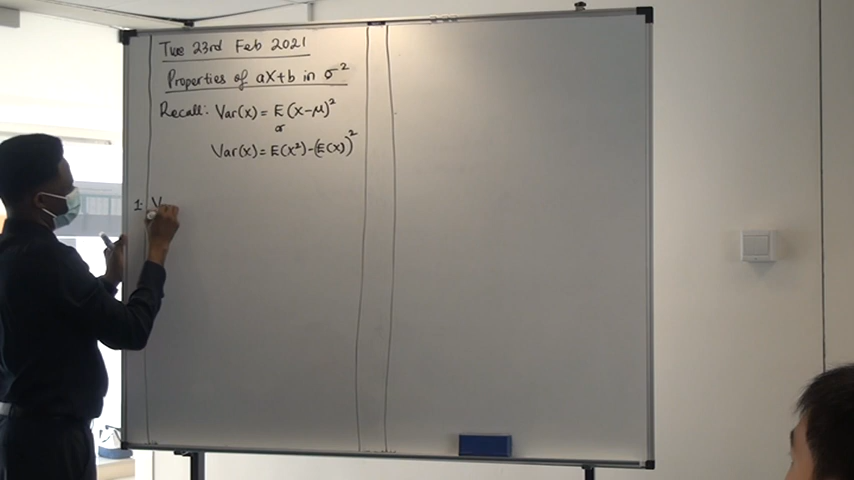 Tue 23rd Feb 2021
Properties of aX+b in σ²
Recall: Var(x) = E(x-μ)²
or
Var(x) = E(x²)-(E(x))²
1. V